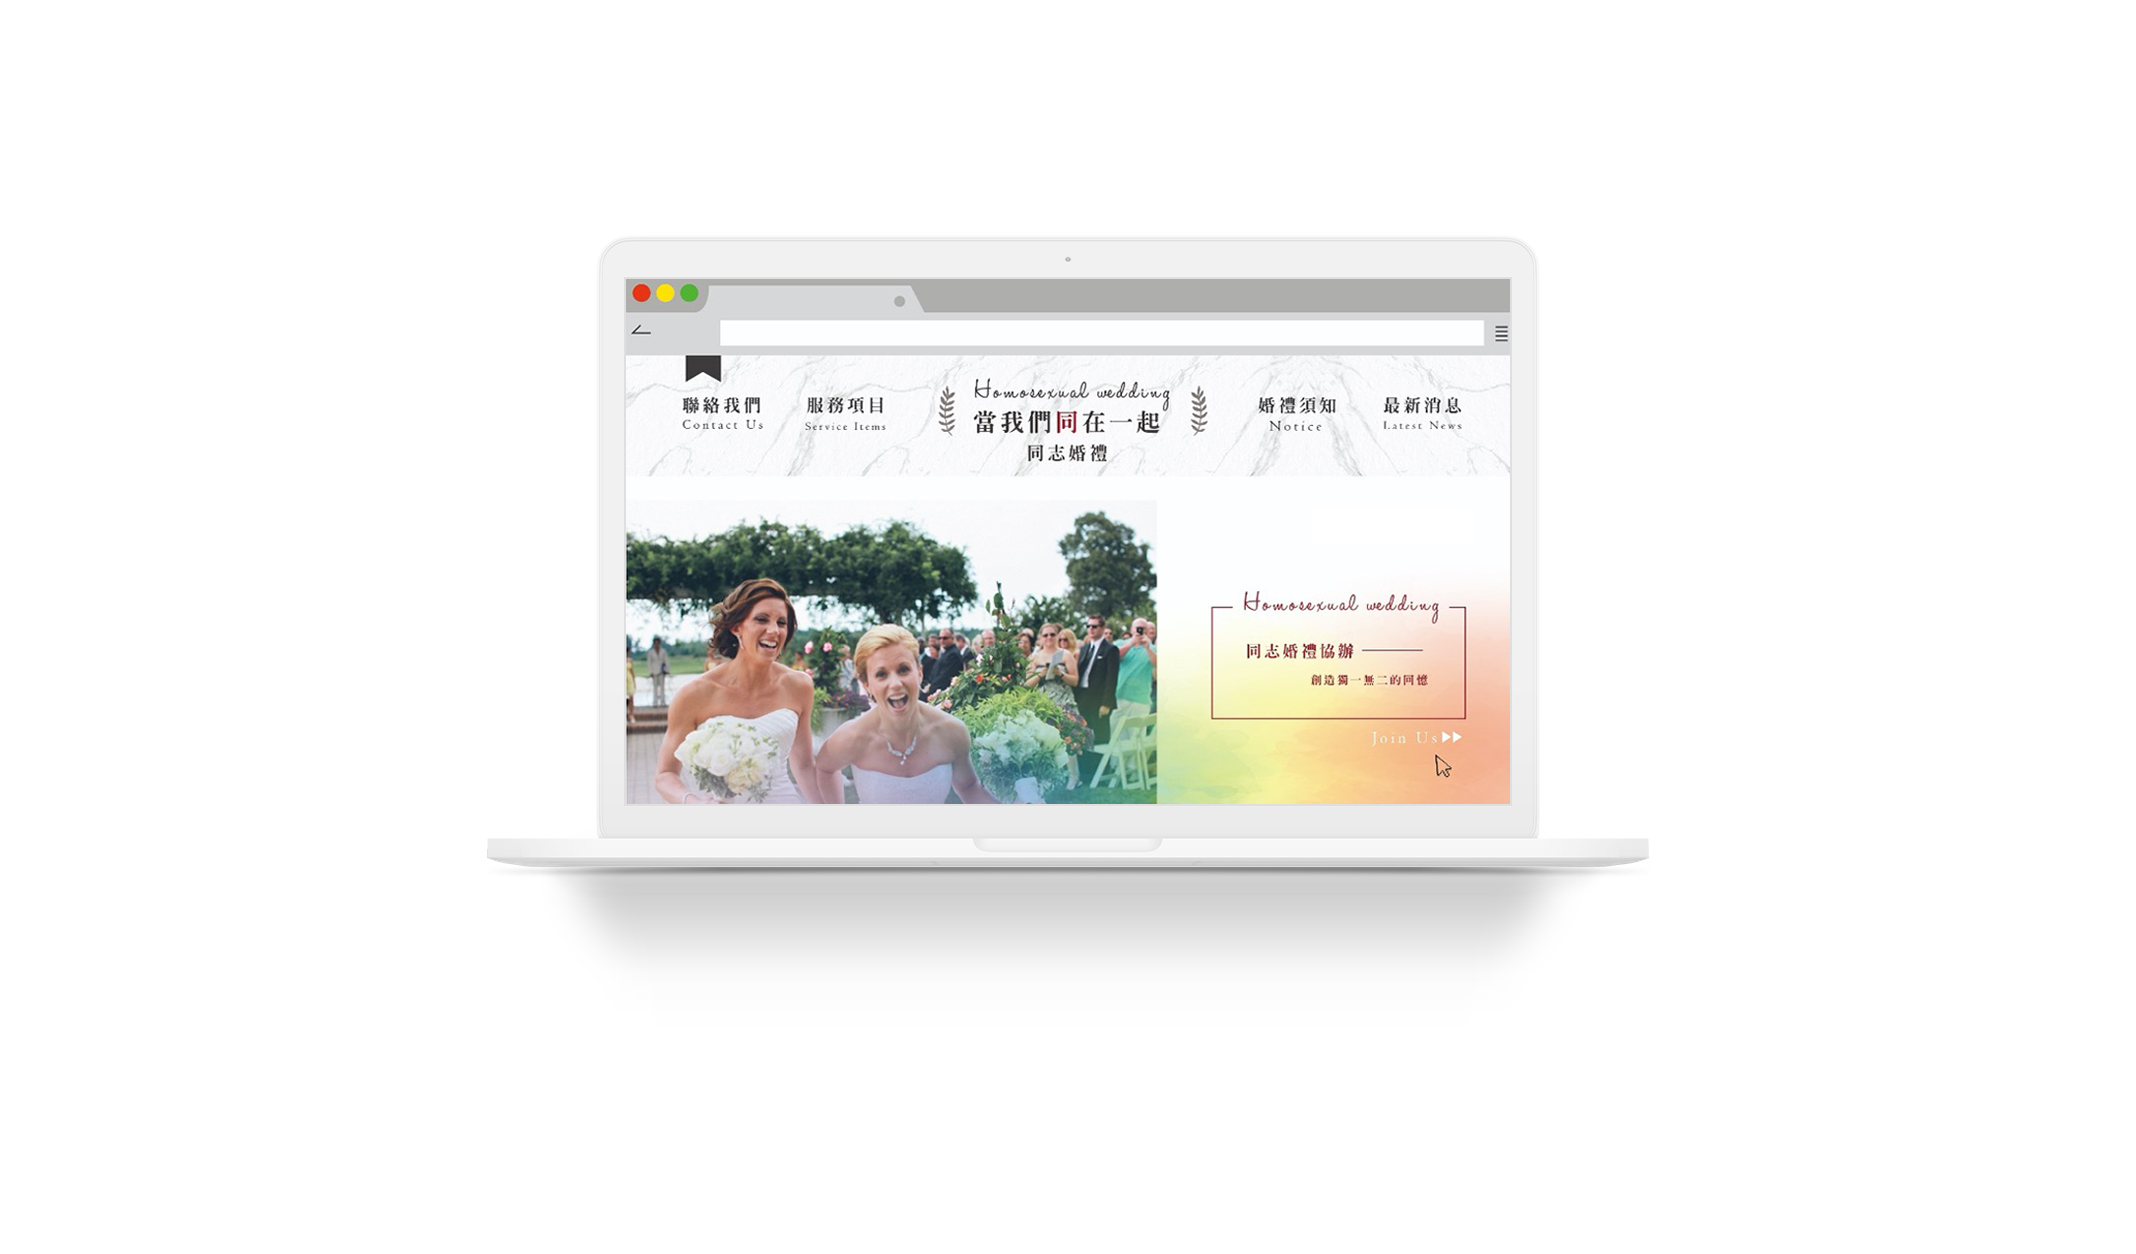 聯絡我們
Contact Us
服務項目
Service Items
Homosexual wedding
當我們同在一起
同志婚禮
婚禮須知
Notice
最新消息
Latest News
Homosexual wedding
同志婚禮協辦
創造獨一無二的回憶
Join Us